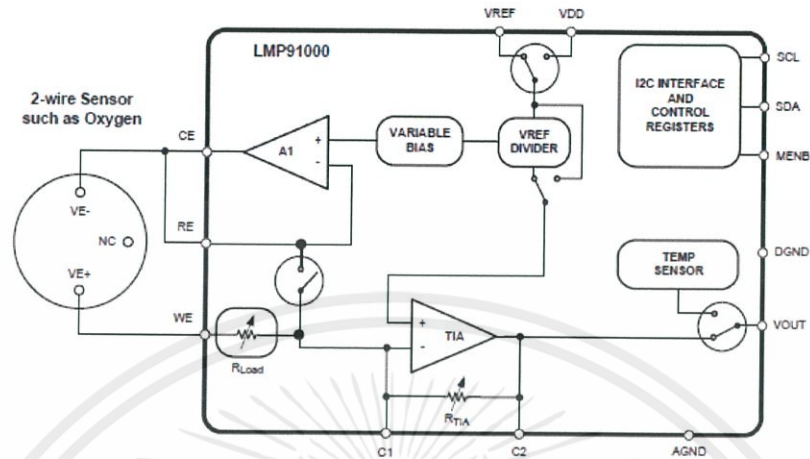 VREF VDD
LMP91000
SCL
I2C INTERFACE
AND
CONTROL
REGISTERS
SDA
MENB
2-wire Sensor
such as Oxygen
CE
A1
+
-
VARIABLE
BIAS
VREF
DIVIDER
VE-
NC
VE+
RE
WE
RLoad
TEMP
SENSOR
DGND
VOUT
+
-
TIA
RTIA
C1
C2
AGND